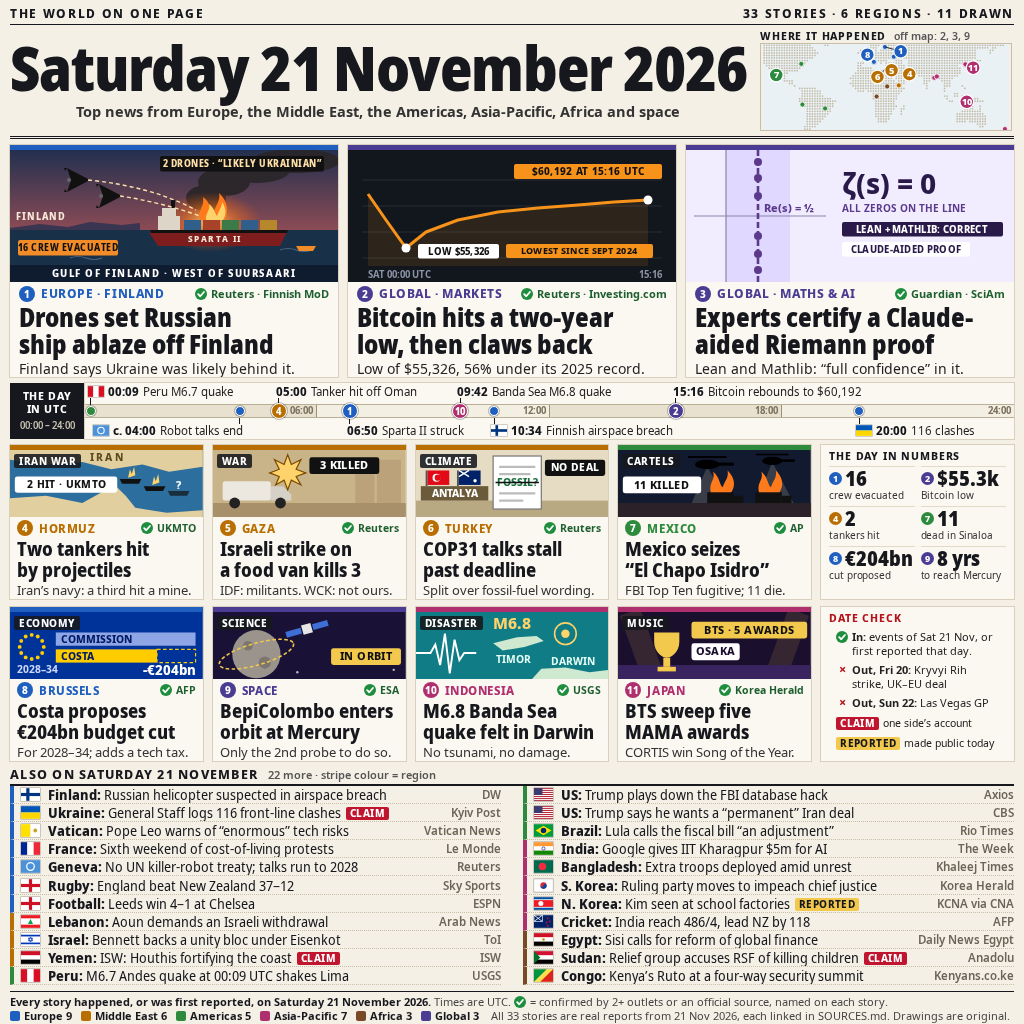 THE WORLD ON ONE PAGE
33 STORIES · 6 REGIONS · 11 DRAWN
Saturday 21 November 2026
Top news from Europe, the Middle East, the Americas, Asia-Pacific, Africa and space
WHERE IT HAPPENED off map: 2, 3, 9
8
1
7
6
5
4
11
10
2 DRONES · “LIKELY UKRAINIAN”
FINLAND
16 CREW EVACUATED
SPARTA II
GULF OF FINLAND · WEST OF SUURSAARI
1 EUROPE · FINLAND
Reuters · Finnish MoD
Drones set Russian
ship ablaze off Finland
Finland says Ukraine was likely behind it.
$60,192 AT 15:16 UTC
LOW $55,326
LOWEST SINCE SEPT 2024
SAT 00:00 UTC
15:16
2 GLOBAL · MARKETS
Reuters · Investing.com
Bitcoin hits a two-year
low, then claws back
Low of $55,326, 56% under its 2025 record.
Re(s) = ½
ζ(s) = 0
ALL ZEROS ON THE LINE
LEAN + MATHLIB: CORRECT
CLAUDE-AIDED PROOF
3 GLOBAL · MATHS & AI
Guardian · SciAm
Experts certify a Claude-
aided Riemann proof
Lean and Mathlib: “full confidence” in it.
THE DAY
IN UTC
00:00 – 24:00
00:09 Peru M6.7 quake
05:00 Tanker hit off Oman
09:42 Banda Sea M6.8 quake
15:16 Bitcoin rebounds to $60,192
4
06:00
1
10
12:00
2
18:00
24:00
c. 04:00 Robot talks end
06:50 Sparta II struck
10:34 Finnish airspace breach
20:00 116 clashes
IRAN WAR
IRAN
2 HIT · UKMTO
?
4 HORMUZ
UKMTO
Two tankers hit
by projectiles
Iran’s navy: a third hit a mine.
WAR
3 KILLED
5 GAZA
Reuters
Israeli strike on
a food van kills 3
IDF: militants. WCK: not ours.
CLIMATE
NO DEAL
FOSSIL?
ANTALYA
6 TURKEY
Reuters
COP31 talks stall
past deadline
Split over fossil-fuel wording.
CARTELS
11 KILLED
7 MEXICO
AP
Mexico seizes
“El Chapo Isidro”
FBI Top Ten fugitive; 11 die.
THE DAY IN NUMBERS
1 16
crew evacuated
2 $55.3k
Bitcoin low
4 2
tankers hit
7 11
dead in Sinaloa
8 €204bn
cut proposed
9 8 yrs
to reach Mercury
ECONOMY
COMMISSION
COSTA
2028–34
-€204bn
8 BRUSSELS
AFP
Costa proposes
€204bn budget cut
For 2028–34; adds a tech tax.
SCIENCE
IN ORBIT
9 SPACE
ESA
BepiColombo enters
orbit at Mercury
Only the 2nd probe to do so.
DISASTER
M6.8
TIMOR
DARWIN
10 INDONESIA
USGS
M6.8 Banda Sea
quake felt in Darwin
No tsunami, no damage.
MUSIC
BTS · 5 AWARDS
OSAKA
11 JAPAN
Korea Herald
BTS sweep five
MAMA awards
CORTIS win Song of the Year.
DATE CHECK
In: events of Sat 21 Nov, or
first reported that day.
× Out, Fri 20: Kryvyi Rih
strike, UK–EU deal
× Out, Sun 22: Las Vegas GP
CLAIM one side’s account
REPORTED made public today
ALSO ON SATURDAY 21 NOVEMBER 22 more · stripe colour = region
Finland: Russian helicopter suspected in airspace breach DW
Ukraine: General Staff logs 116 front-line clashes CLAIM Kyiv Post
Vatican: Pope Leo warns of “enormous” tech risks Vatican News
France: Sixth weekend of cost-of-living protests Le Monde
Geneva: No UN killer-robot treaty; talks run to 2028 Reuters
Rugby: England beat New Zealand 37–12 Sky Sports
Football: Leeds win 4–1 at Chelsea ESPN
Lebanon: Aoun demands an Israeli withdrawal Arab News
Israel: Bennett backs a unity bloc under Eisenkot ToI
Yemen: ISW: Houthis fortifying the coast CLAIM ISW
Peru: M6.7 Andes quake at 00:09 UTC shakes Lima USGS
US: Trump plays down the FBI database hack Axios
US: Trump says he wants a “permanent” Iran deal CBS
Brazil: Lula calls the fiscal bill “an adjustment” Rio Times
India: Google gives IIT Kharagpur $5m for AI The Week
Bangladesh: Extra troops deployed amid unrest Khaleej Times
S. Korea: Ruling party moves to impeach chief justice Korea Herald
N. Korea: Kim seen at school factories REPORTED KCNA via CNA
Cricket: India reach 486/4, lead NZ by 118 AFP
Egypt: Sisi calls for reform of global finance Daily News Egypt
Sudan: Relief group accuses RSF of killing children CLAIM Anadolu
Congo: Kenya’s Ruto at a four-way security summit Kenyans.co.ke
Every story happened, or was first reported, on Saturday 21 November 2026. Times are UTC. = confirmed by 2+ outlets or an official source, named on each story.
Europe 9 Middle East 6 Americas 5 Asia-Pacific 7 Africa 3 Global 3 All 33 stories are real reports from 21 Nov 2026, each linked in SOURCES.md. Drawings are original.